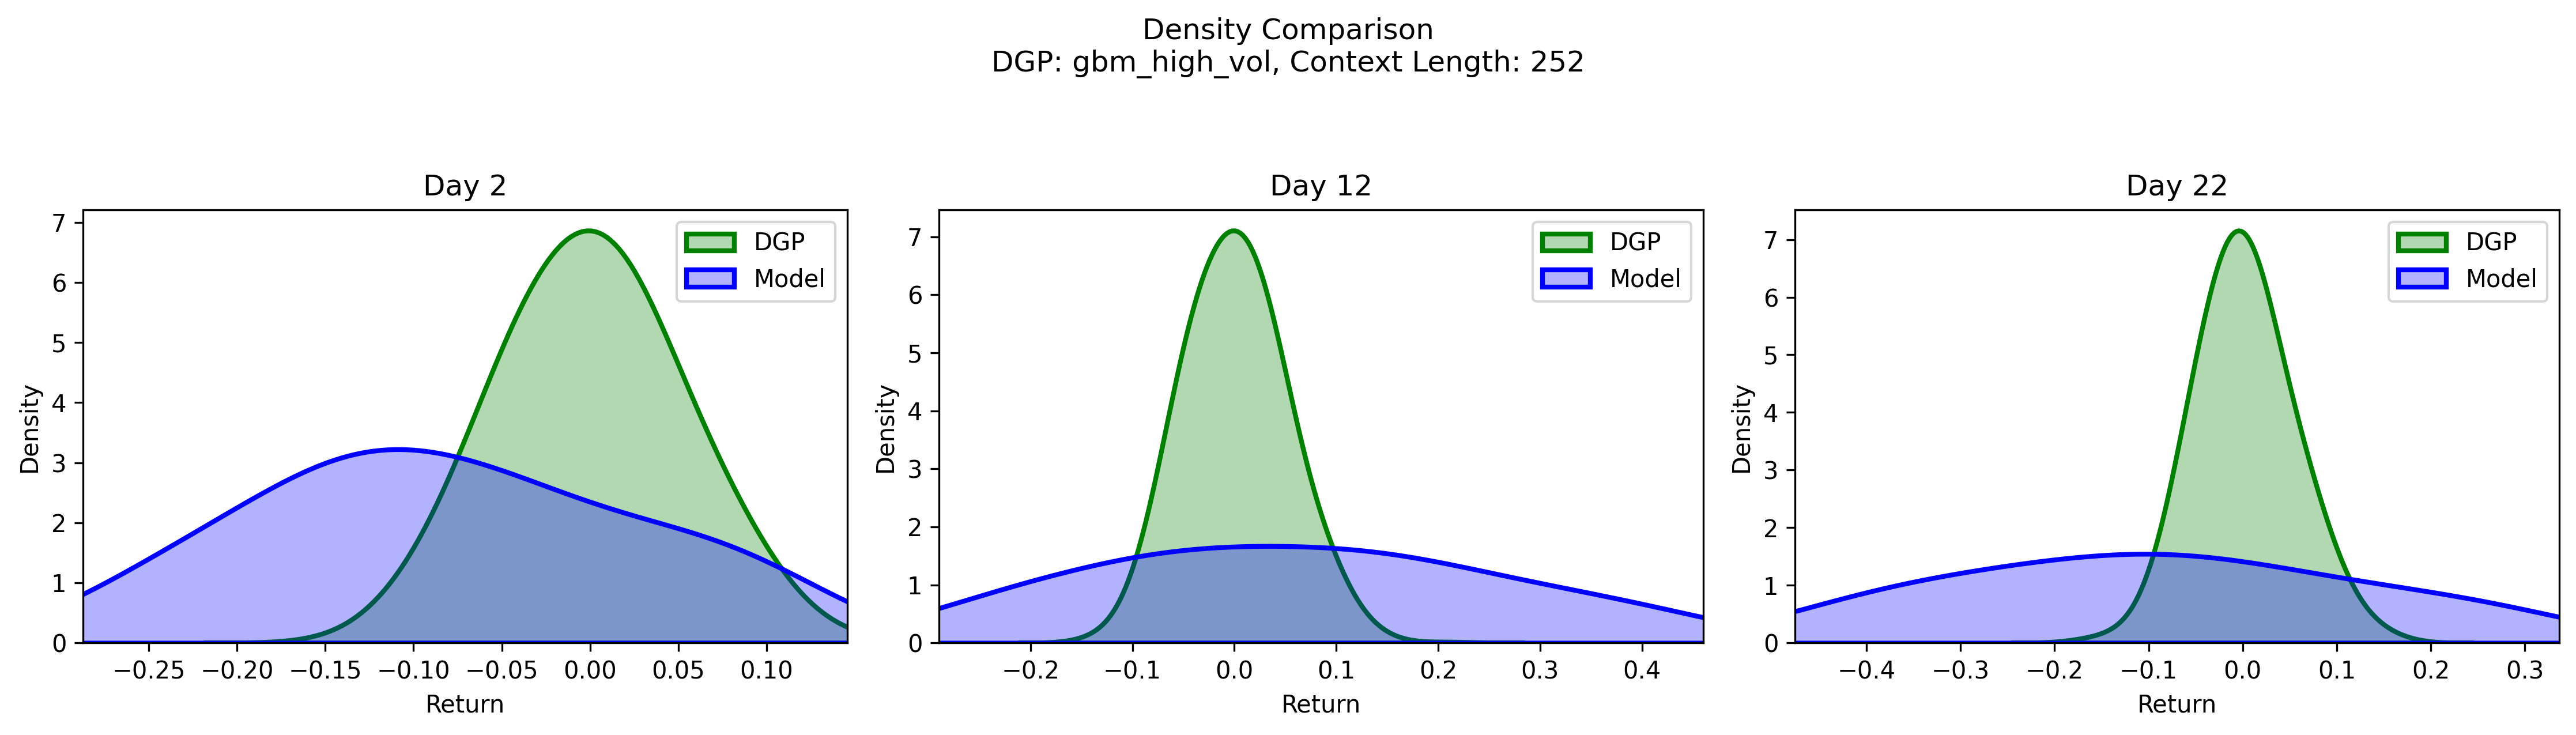 Density Comparison
DGP: gbm_high_vol, Context Length: 252
Day 2
7
6
5
4
3
2
1
0
Density
DGP
Model
−0.25 −0.20 −0.15 −0.10 −0.05 0.00 0.05 0.10
Return
Day 12
7
6
5
4
3
2
1
0
Density
DGP
Model
−0.2 −0.1 0.0 0.1 0.2 0.3 0.4
Return
Day 22
7
6
5
4
3
2
1
0
Density
DGP
Model
−0.4 −0.3 −0.2 −0.1 0.0 0.1 0.2 0.3
Return